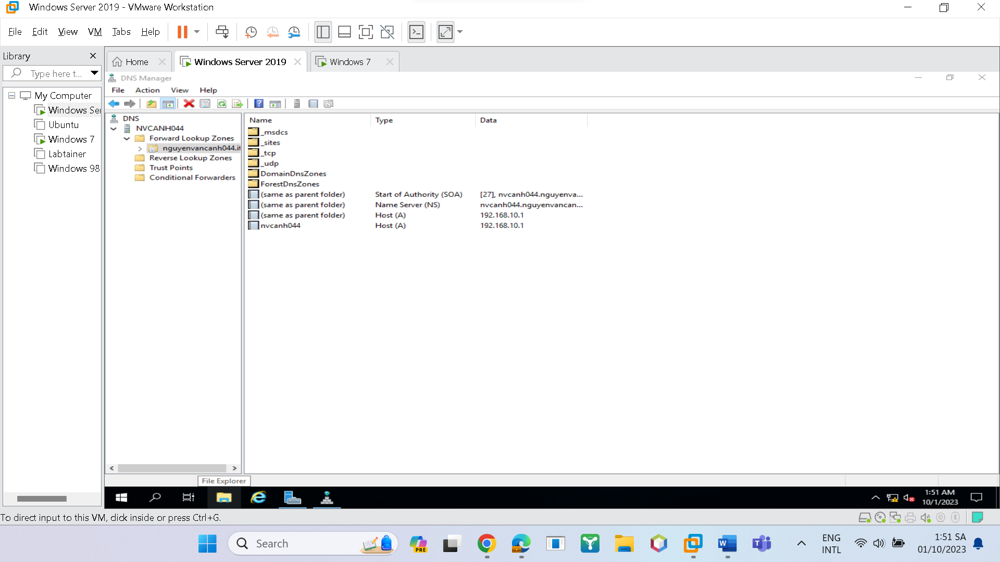 Windows Server 2019 - VMware Workstation
File Edit View VM Tabs Help
Library
Home
Windows Server 2019
Windows 7
Type here t...
DNS Manager
File Action View Help
My Computer
Windows Ser
Ubuntu
Windows 7
Labtainer
Windows 98
DNS
NVCANH044
Forward Lookup Zones
nguyenvancanh044.it
Reverse Lookup Zones
Trust Points
Conditional Forwarders
Name Type Data
_msdcs
_sites
_tcp
_udp
DomainDnsZones
ForestDnsZones
(same as parent folder) Start of Authority (SOA) [27], nvcanh044.nguyenva...
(same as parent folder) Name Server (NS) nvcanh044.nguyenvancan...
(same as parent folder) Host (A) 192.168.10.1
nvcanh044 Host (A) 192.168.10.1
File Explorer
1:51 AM
10/1/2023
To direct input to this VM, click inside or press Ctrl+G.
Search
PRE
ENG
INTL
1:51 SA
01/10/2023